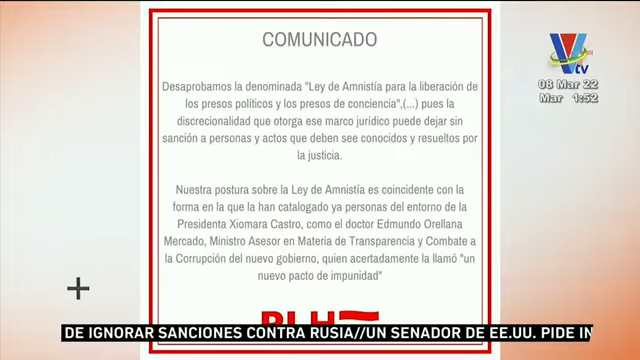 COMUNICADO
Desaprobamos la denominada "Ley de Amnistía para la liberación
de los presos políticos y los presos de conciencia",(...) pues la
discrecionalidad que otorga ese marco jurídico puede dejar sin
sanción a personas y actos que deben see conocidos y resueltos por
la justicia.
Nuestra postura sobre la Ley de Amnistía es coincidente con la
forma en la que la han catalogado ya personas del entorno de la
Presidenta Xiomara Castro, como el doctor Edmundo Orellana
Mercado, Ministro Asesor en Materia de Transparencia y Combate a
la Corrupción del nuevo gobierno, quien acertadamente la llamó "un
nuevo pacto de impunidad"
Vtv
08 Mar 22
Mar 1:52
DE IGNORAR SANCIONES CONTRA RUSIA//UN SENADOR DE EE.UU. PIDE IN